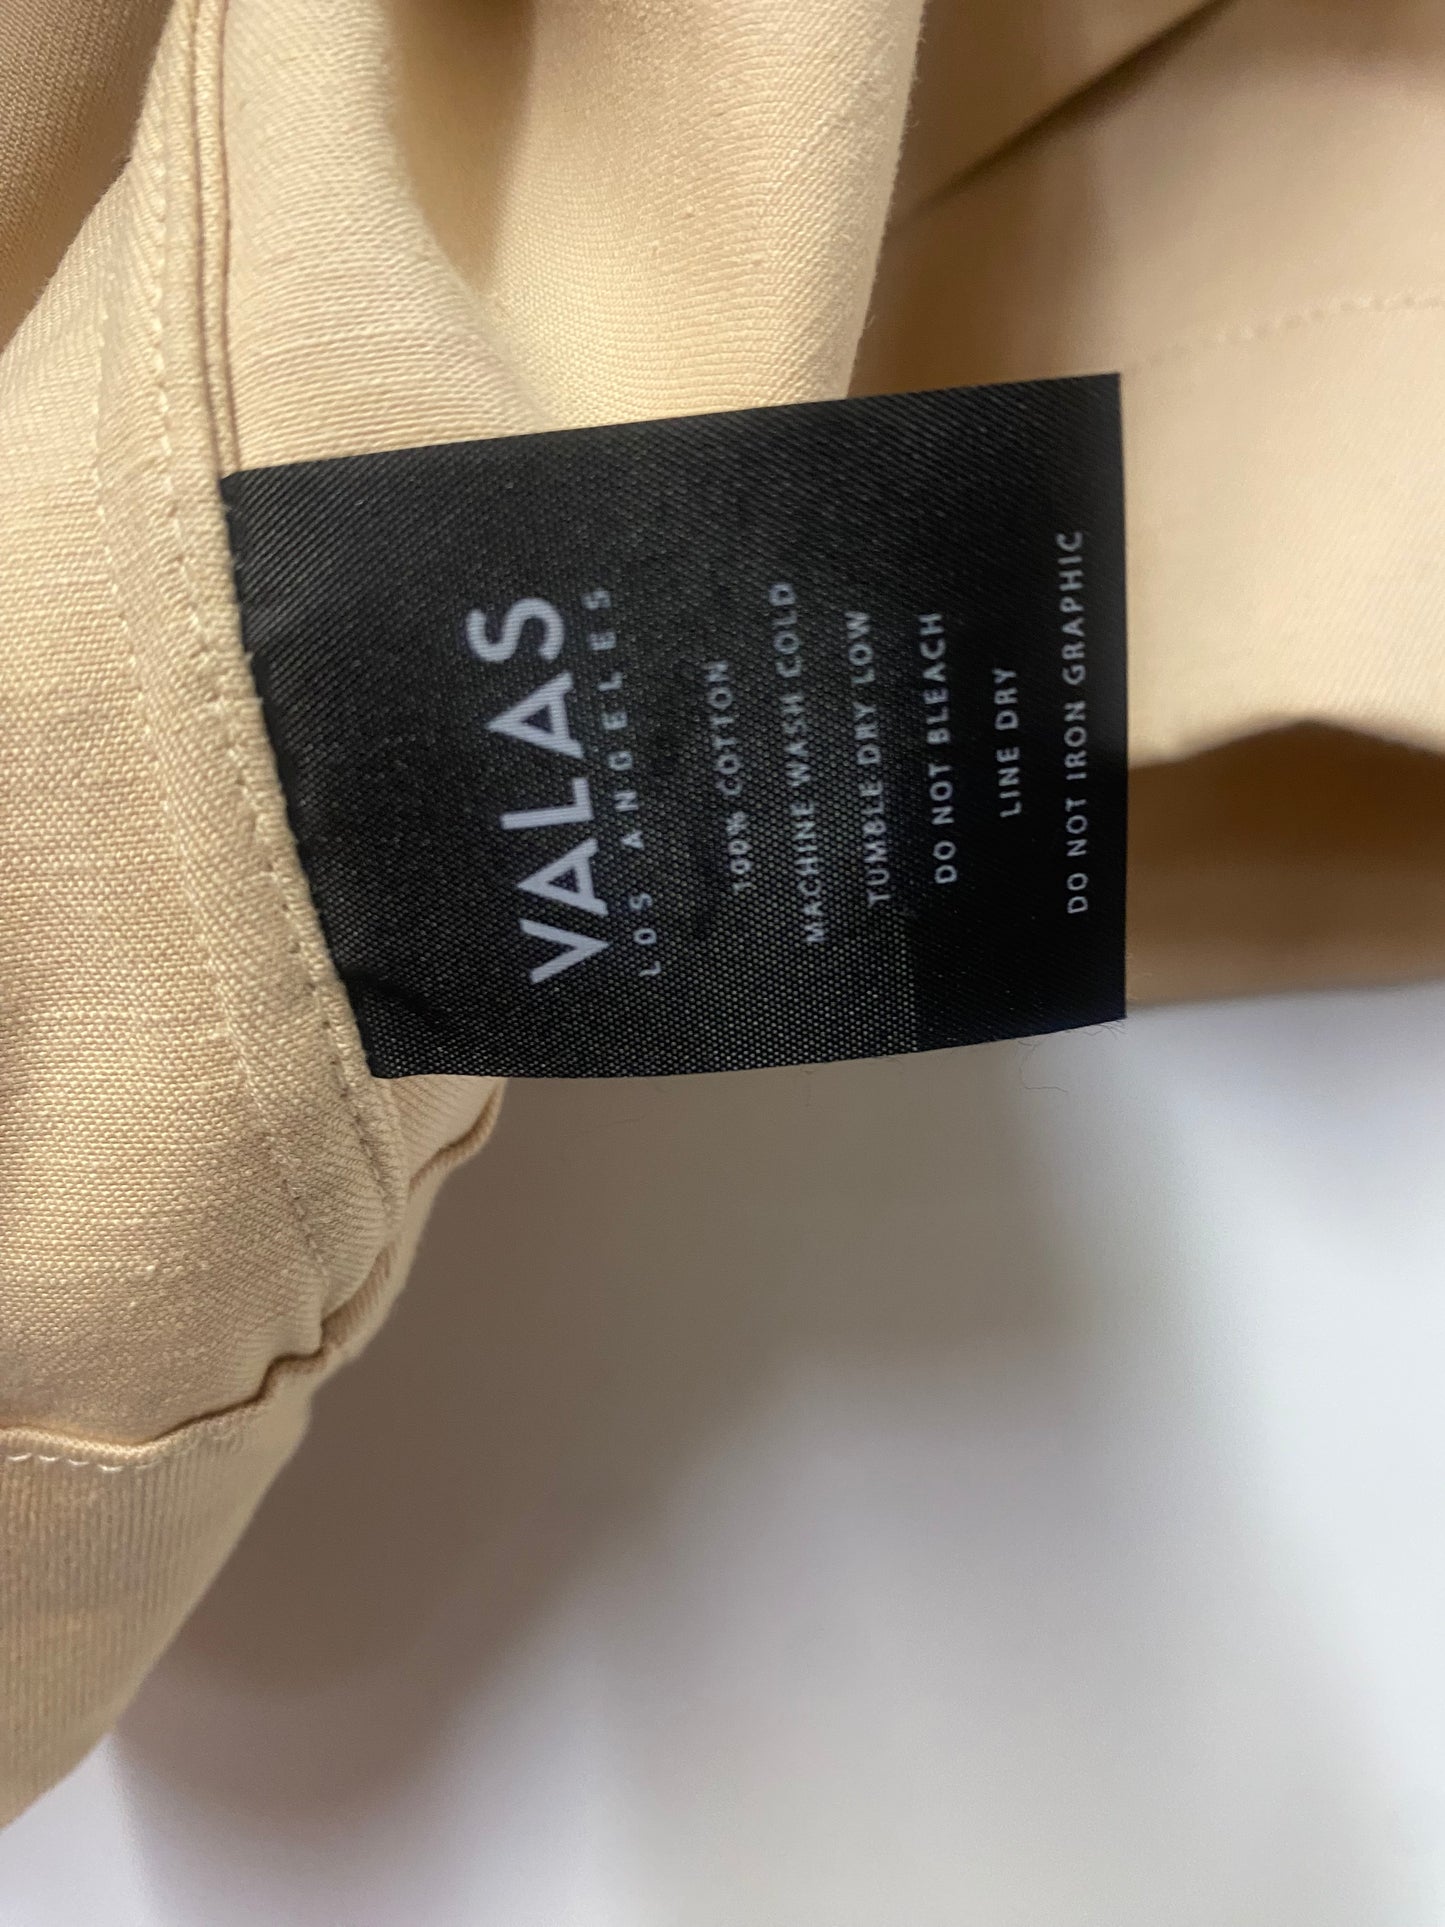 VALAS
LOS ANGELES
100% COTTON
MACHINE WASH COLD
TUMBLE DRY LOW
DO NOT BLEACH
LINE DRY
DO NOT IRON GRAPHIC